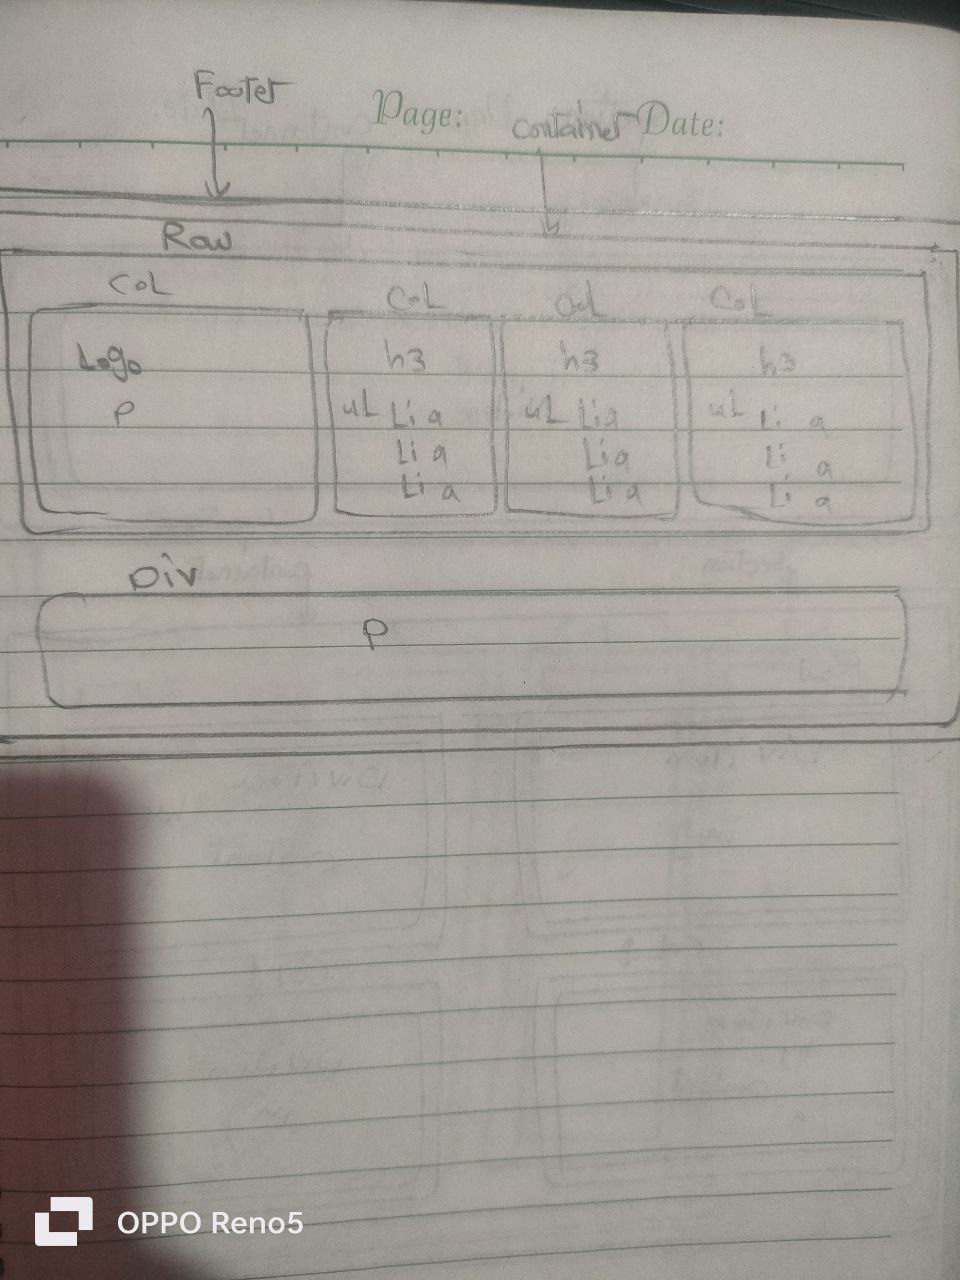 Footer
Page:
container
Date:
Row
CoL
CoL
CoL
CoL
Logo
h3
h3
h3
P
uL Li a
uL Li a
uL Li a
Li a
Li a
Li a
Li a
Li a
Li a
Div
P
OPPO Reno5